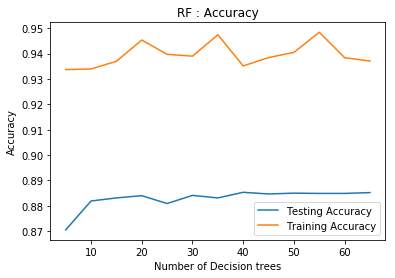 RF : Accuracy
Accuracy
0.95
0.94
0.93
0.92
0.91
0.90
0.89
0.88
0.87
Testing Accuracy
Training Accuracy
10 20 30 40 50 60
Number of Decision trees